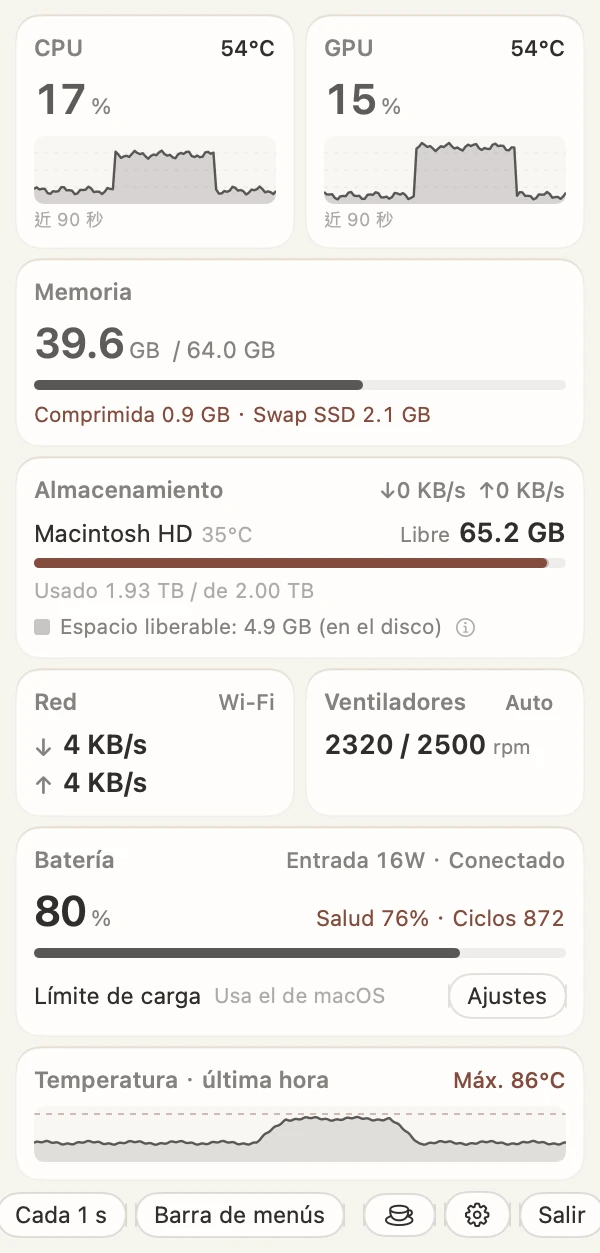 CPU 54°C
17 %
近 90 秒
GPU 54°C
15 %
近 90 秒
Memoria
39.6 GB / 64.0 GB
Comprimida 0.9 GB · Swap SSD 2.1 GB
Almacenamiento ↓0 KB/s ↑0 KB/s
Macintosh HD 35°C Libre 65.2 GB
Usado 1.93 TB / de 2.00 TB
Espacio liberable: 4.9 GB (en el disco)
Red Wi-Fi
↓ 4 KB/s
↑ 4 KB/s
Ventiladores Auto
2320 / 2500 rpm
Batería Entrada 16W · Conectado
80 % Salud 76% · Ciclos 872
Límite de carga Usa el de macOS Ajustes
Temperatura · última hora Máx. 86°C
Cada 1 s Barra de menús Salir